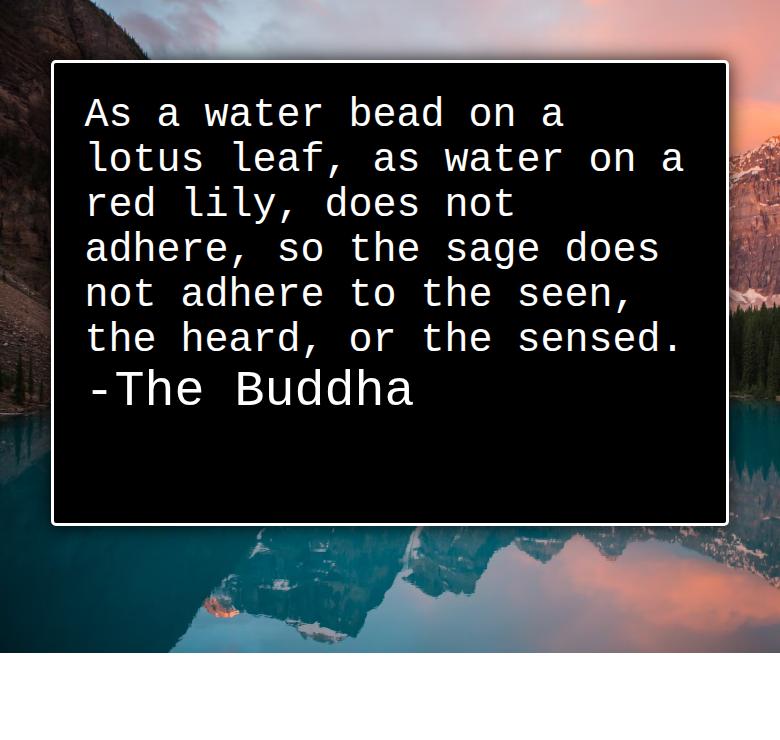 As a water bead on a
lotus leaf, as water on a
red lily, does not
adhere, so the sage does
not adhere to the seen,
the heard, or the sensed.
-The Buddha